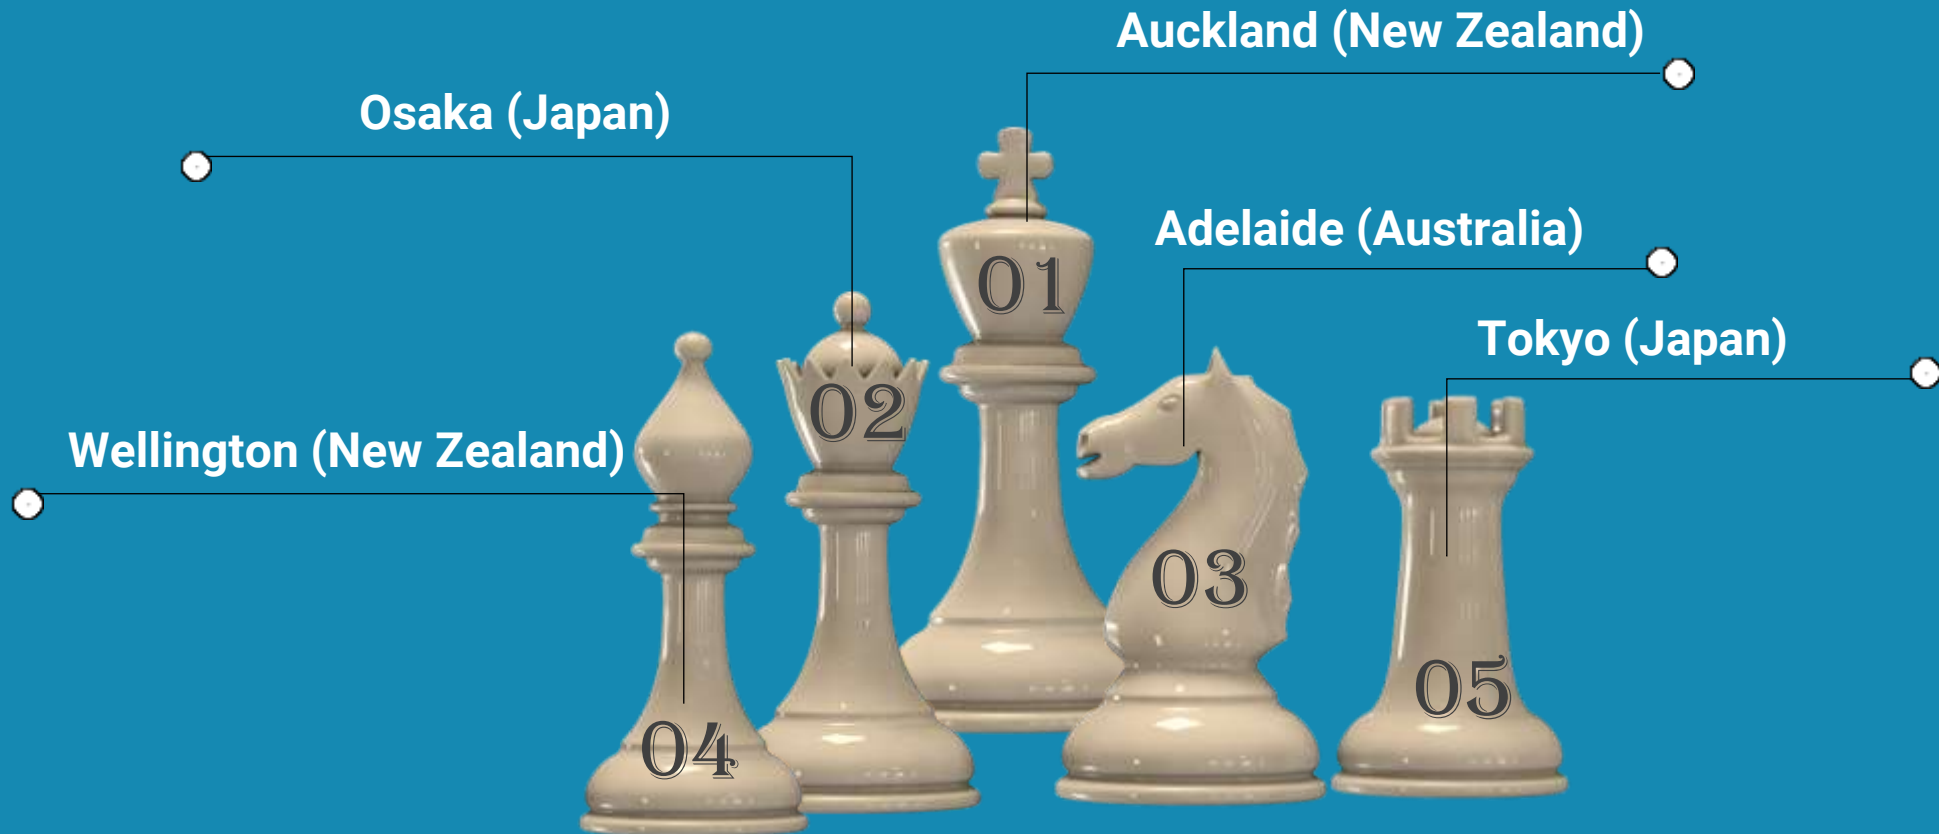 Auckland (New Zealand)
Osaka (Japan)
Adelaide (Australia)
01
Tokyo (Japan)
02
Wellington (New Zealand)
03
05
04